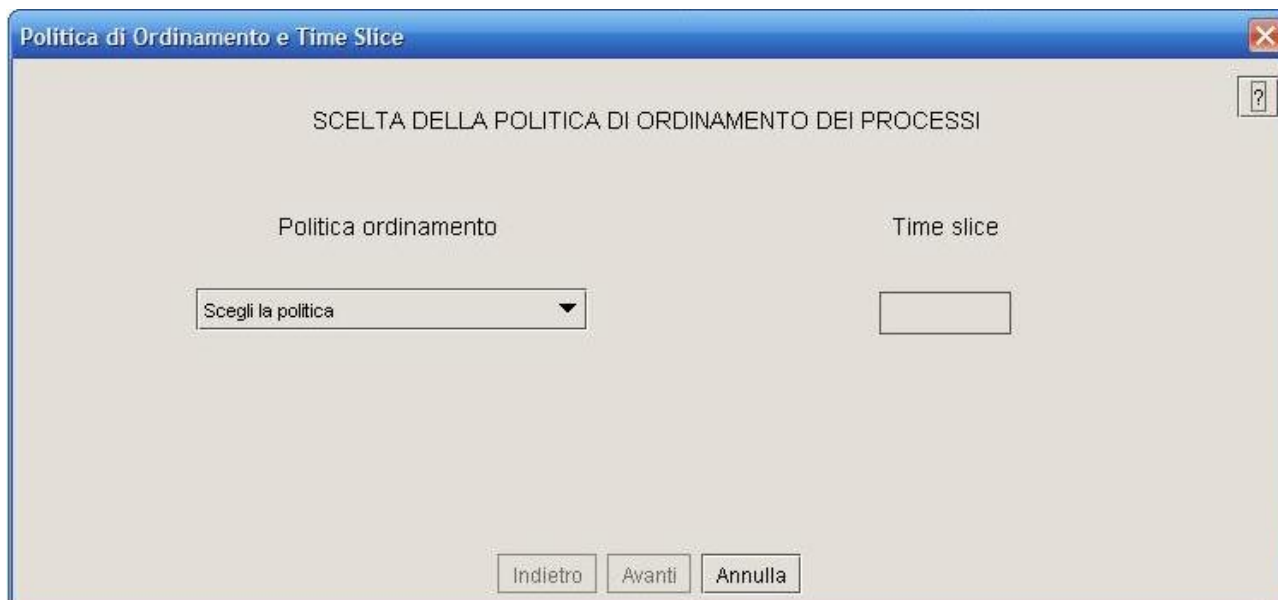 Politica di Ordinamento e Time Slice
?
SCELTA DELLA POLITICA DI ORDINAMENTO DEI PROCESSI
Politica ordinamento
Time slice
Scegli la politica
Indietro
Avanti
Annulla